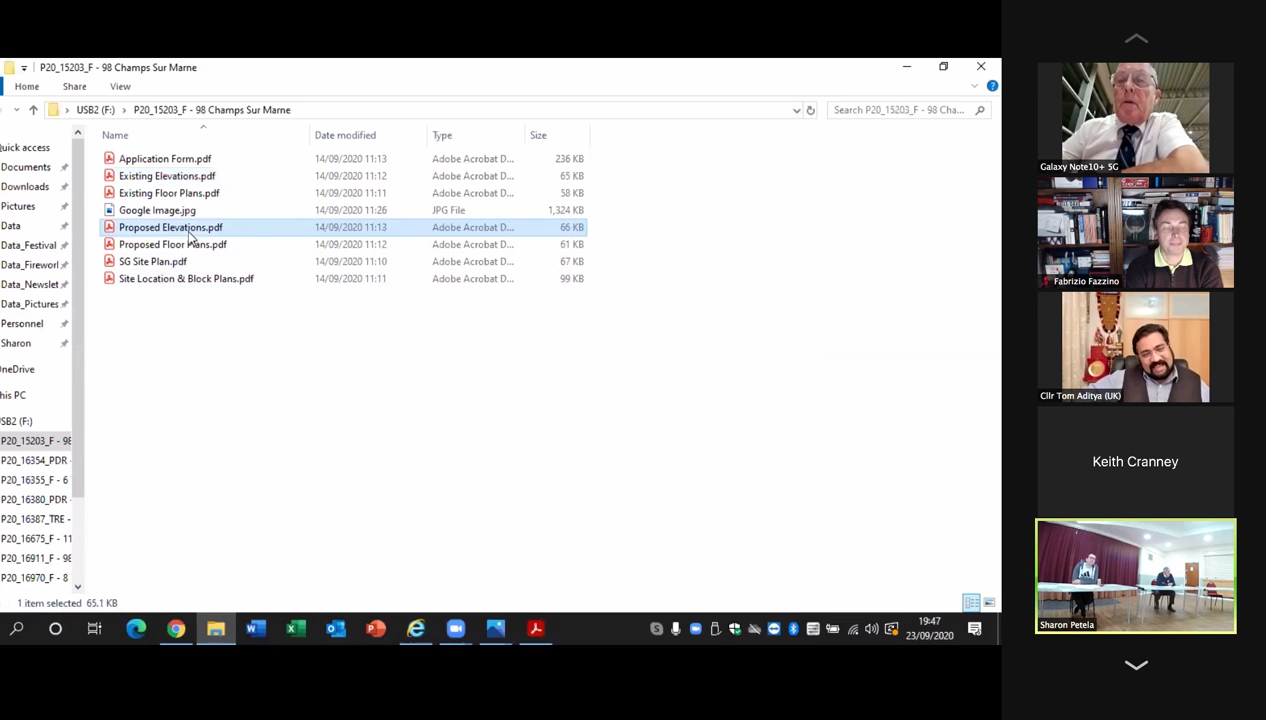 P20_15203_F - 98 Champs Sur Marne
Home Share View
USB2 (F:) P20_15203_F - 98 Champs Sur Marne
Search P20_15203_F - 98 Cha...
Name Date modified Type Size
Application Form.pdf 14/09/2020 11:13 Adobe Acrobat D... 236 KB
Existing Elevations.pdf 14/09/2020 11:12 Adobe Acrobat D... 65 KB
Existing Floor Plans.pdf 14/09/2020 11:11 Adobe Acrobat D... 58 KB
Google Image.jpg 14/09/2020 11:26 JPG File 1,324 KB
Proposed Elevations.pdf 14/09/2020 11:13 Adobe Acrobat D... 66 KB
Proposed Floor Plans.pdf 14/09/2020 11:12 Adobe Acrobat D... 61 KB
SG Site Plan.pdf 14/09/2020 11:10 Adobe Acrobat D... 67 KB
Site Location & Block Plans.pdf 14/09/2020 11:11 Adobe Acrobat D... 99 KB
uick access
Documents
Downloads
Pictures
Data
Data_Festival
Data_Firewor
Data_Newslet
Data_Pictures
Personnel
Sharon
neDrive
his PC
SB2 (F:)
P20_15203_F - 98
P20_16354_PDR -
P20_16355_F - 6
P20_16380_PDR -
P20_16387_TRE -
P20_16675_F - 11
P20_16911_F - 98
P20_16970_F - 8
1 item selected 65.1 KB
19:47
23/09/2020
Galaxy Note10+ 5G
Fabrizio Fazzino
Cllr Tom Aditya (UK)
Keith Cranney
Sharon Petela